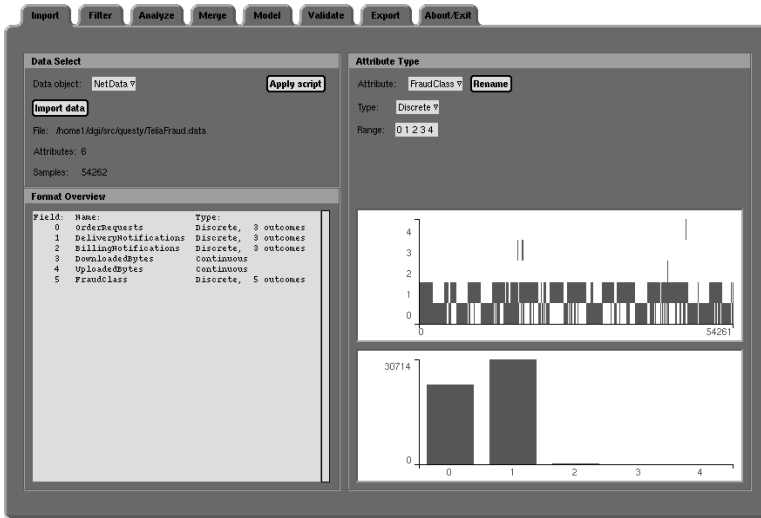 Import Filter Analyze Merge Model Validate Export About/Exit
Data Select
Data object: NetData Apply script
Import data
File: /home1/dgi/src/questy/TeliaFraud.data
Attributes: 6
Samples: 54262
Format Overview
Field: Name: Type:
0 OrderRequests Discrete, 3 outcomes
1 DeliveryNotifications Discrete, 3 outcomes
2 BillingNotifications Discrete, 3 outcomes
3 DownloadedBytes Continuous
4 UploadedBytes Continuous
5 FraudClass Discrete, 5 outcomes
Attribute Type
Attribute: FraudClass Rename
Type: Discrete
Range: 0 1 2 3 4
4
3
2
1
0
0 54261
30714
0
0 1 2 3 4